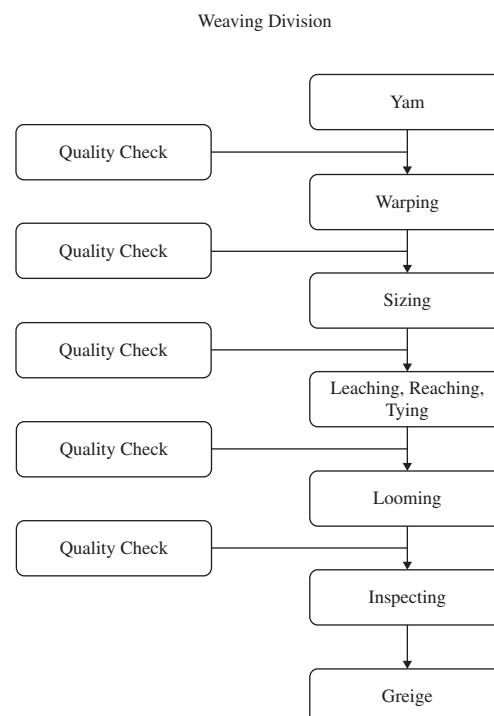 Weaving Division
Yam
Quality Check
Warping
Quality Check
Sizing
Quality Check
Leaching, Reaching,
Tying
Quality Check
Looming
Quality Check
Inspecting
Greige